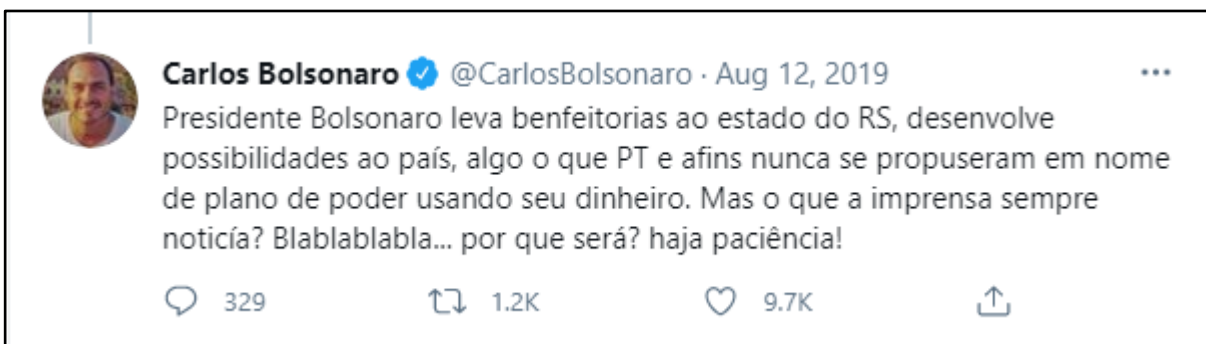 Carlos Bolsonaro @CarlosBolsonaro · Aug 12, 2019
Presidente Bolsonaro leva benfeitorias ao estado do RS, desenvolve
possibilidades ao país, algo o que PT e afins nunca se propuseram em nome
de plano de poder usando seu dinheiro. Mas o que a imprensa sempre
noticía? Blablablabla... por que será? haja paciência!
329 1.2K 9.7K